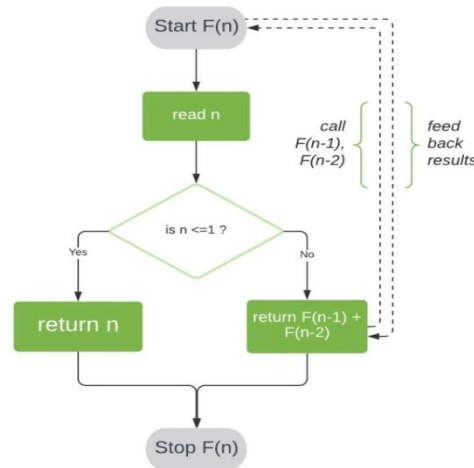 Start F(n)
read n
call
F(n-1),
F(n-2)
feed
back
results
is n <=1 ?
Yes
No
return n
return F(n-1) +
F(n-2)
Stop F(n)